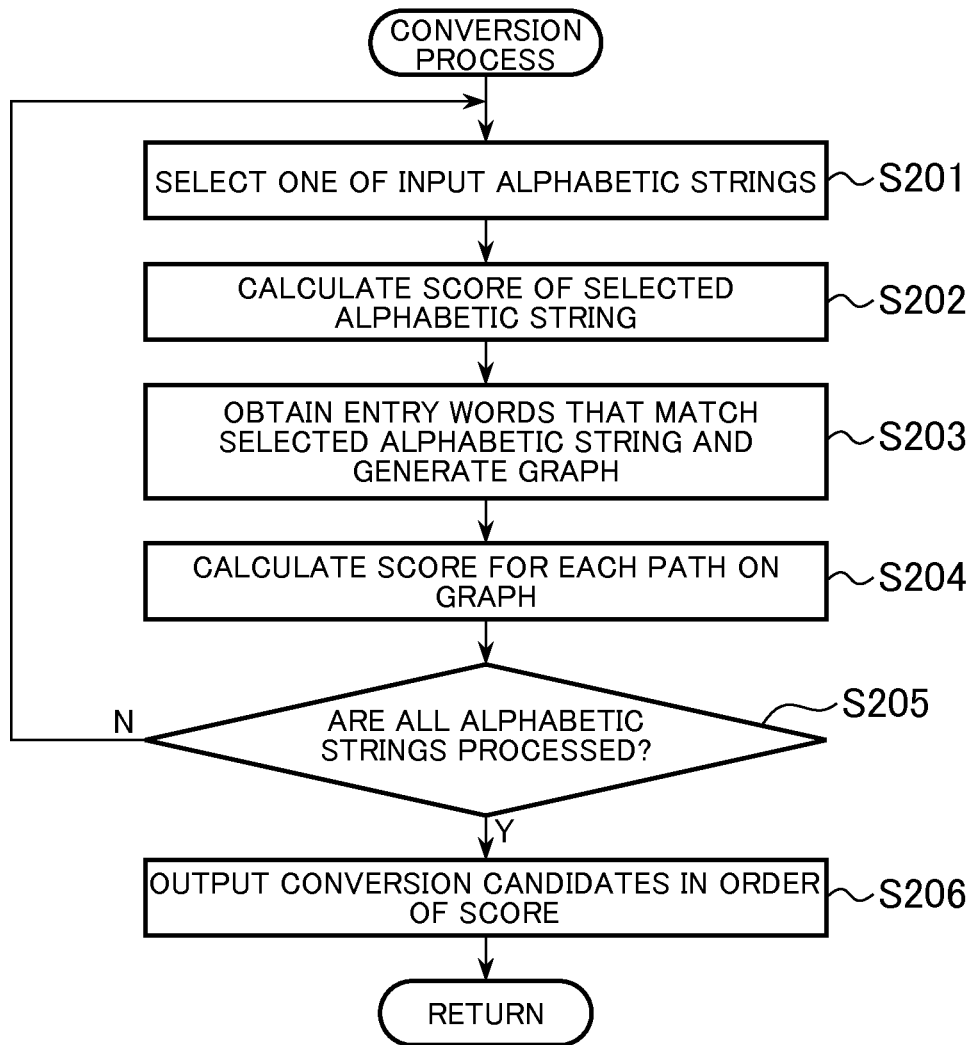 CONVERSION
PROCESS
SELECT ONE OF INPUT ALPHABETIC STRINGS
S201
CALCULATE SCORE OF SELECTED
ALPHABETIC STRING
S202
OBTAIN ENTRY WORDS THAT MATCH
SELECTED ALPHABETIC STRING AND
GENERATE GRAPH
S203
CALCULATE SCORE FOR EACH PATH ON
GRAPH
S204
ARE ALL ALPHABETIC
STRINGS PROCESSED?
S205
N
Y
OUTPUT CONVERSION CANDIDATES IN ORDER
OF SCORE
S206
RETURN